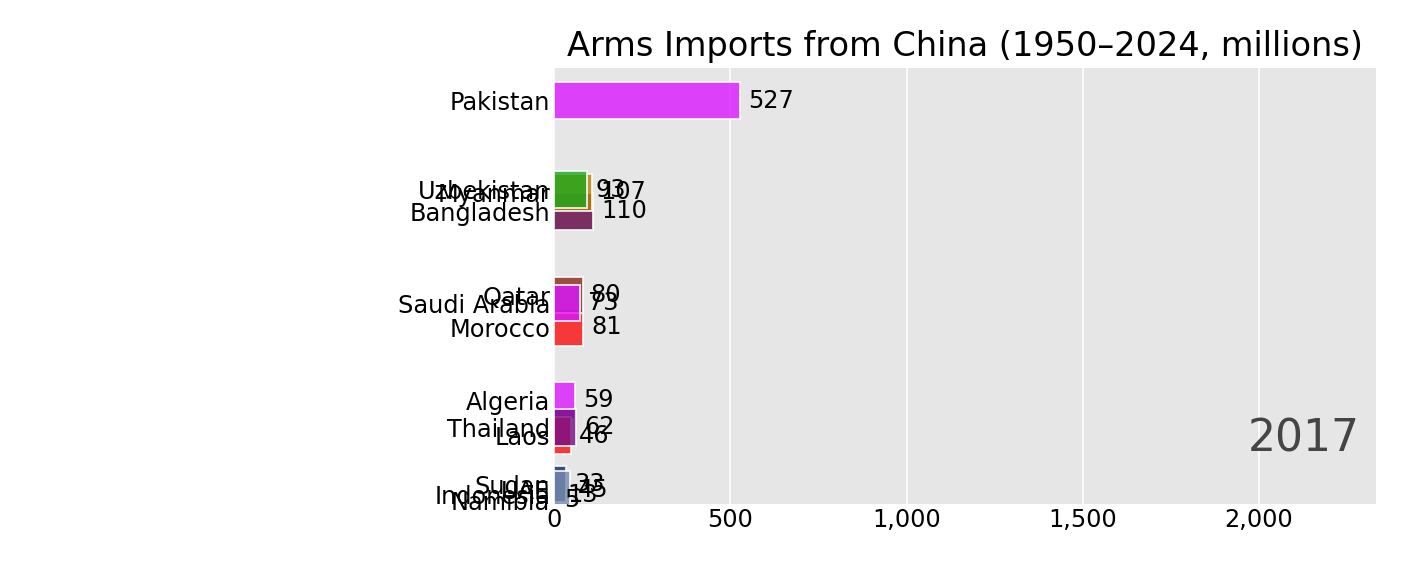 Arms Imports from China (1950–2024, millions)
Pakistan 527
Uzbekistan 93
Myanmar 107
Bangladesh 110
Qatar 80
Saudi Arabia 73
Morocco 81
Algeria 59
Thailand 62
Laos 46
2017
Sudan 33
Indonesia
Namibia
0 500 1,000 1,500 2,000